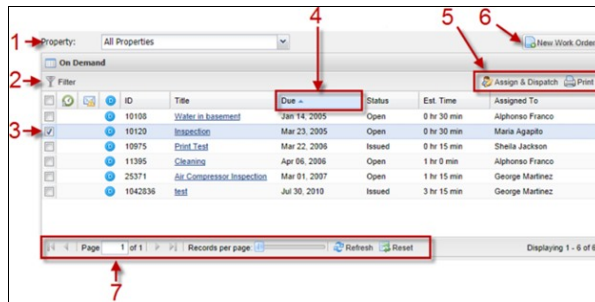 4 5 6
1 Property: All Properties New Work Order
On Demand
2 Filter Assign & Dispatch Print
ID Title Due Status Est. Time Assigned To
10108 Water in basement Jan 14, 2005 Open 0 hr 30 min Alphonso Franco
3 10120 Inspection Mar 23, 2005 Open 0 hr 30 min Maria Agapito
10975 Print Test Mar 22, 2006 Issued 0 hr 15 min Sheila Jackson
11395 Cleaning Apr 06, 2006 Open 1 hr 0 min Alphonso Franco
25371 Air Compressor Inspection Mar 01, 2007 Open 1 hr 15 min George Martinez
1042836 test Jul 30, 2010 Issued 3 hr 15 min George Martinez
Page 1 of 1 Records per page: Refresh Reset Displaying 1 - 6 of 6
7